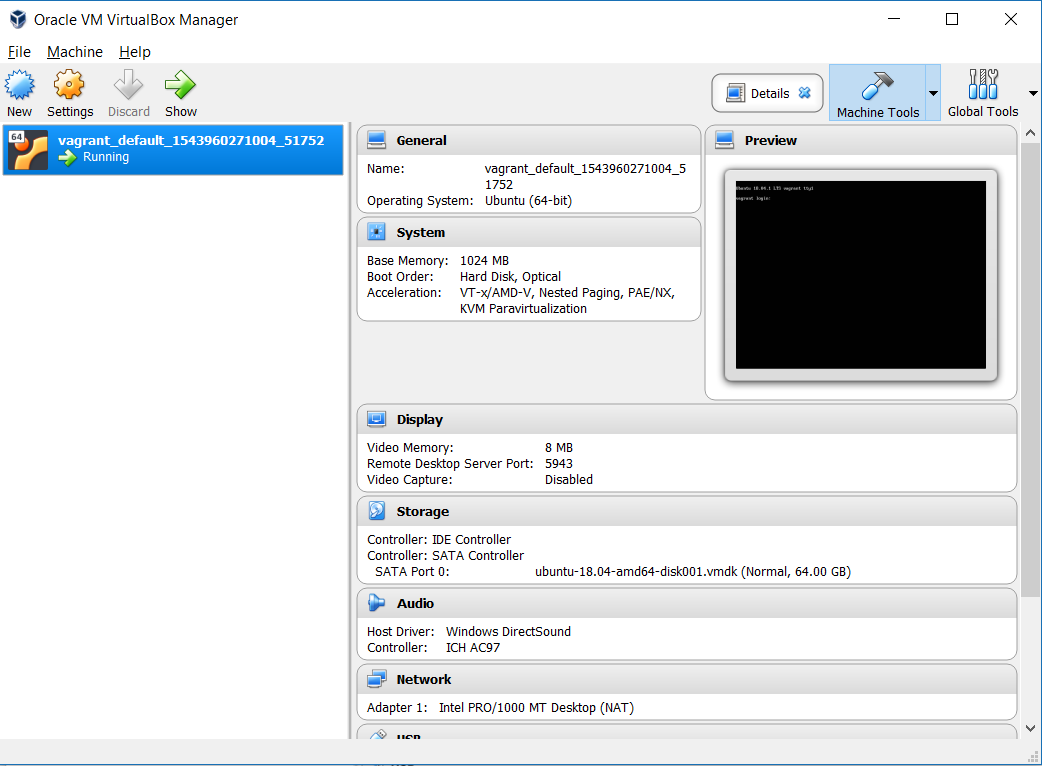 Oracle VM VirtualBox Manager
File Machine Help
New Settings Discard Show
Details
Machine Tools
Global Tools
64
vagrant_default_1543960271004_51752
Running
General
Name: vagrant_default_1543960271004_5
1752
Operating System: Ubuntu (64-bit)
System
Base Memory: 1024 MB
Boot Order: Hard Disk, Optical
Acceleration: VT-x/AMD-V, Nested Paging, PAE/NX,
KVM Paravirtualization
Preview
Ubuntu 18.04.1 LTS vagrant tty1
vagrant login:
Display
Video Memory: 8 MB
Remote Desktop Server Port: 5943
Video Capture: Disabled
Storage
Controller: IDE Controller
Controller: SATA Controller
SATA Port 0: ubuntu-18.04-amd64-disk001.vmdk (Normal, 64.00 GB)
Audio
Host Driver: Windows DirectSound
Controller: ICH AC97
Network
Adapter 1: Intel PRO/1000 MT Desktop (NAT)
USB